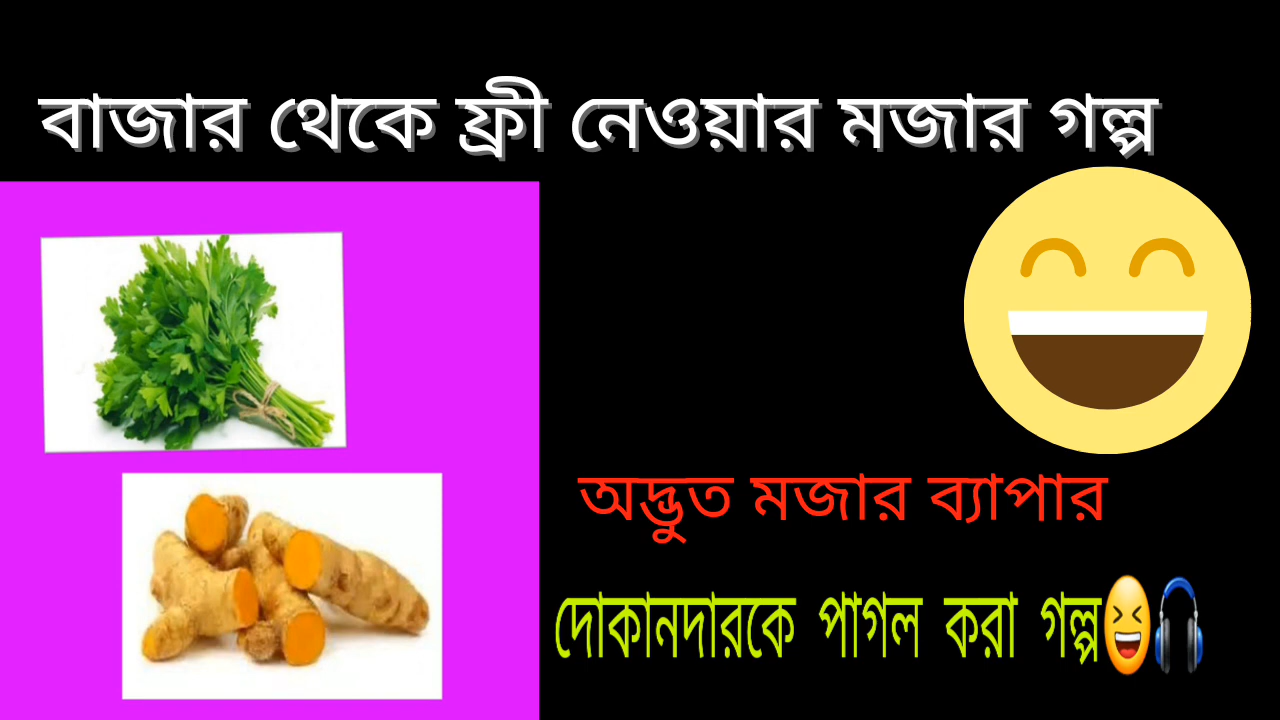 বাজার থেকে ফ্রী নেওয়ার মজার গল্প
অদ্ভুত মজার ব্যাপার
দোকানদারকে পাগল করা গল্প😆🎧